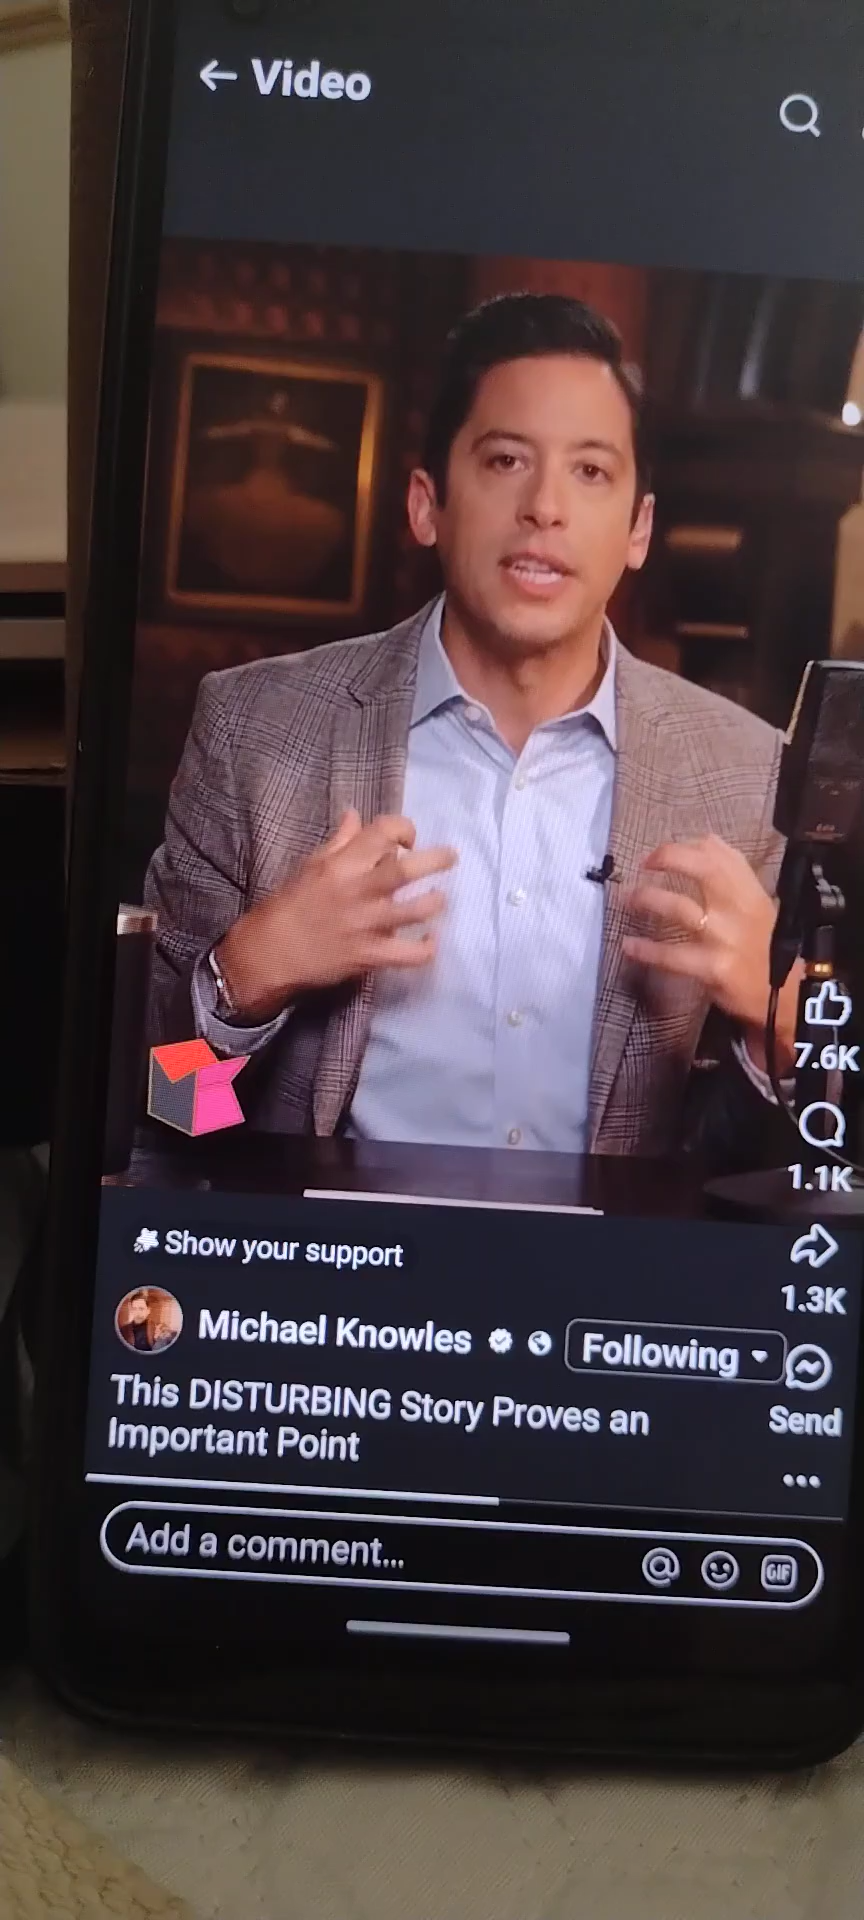 ← Video
7.6K
1.1K
Show your support
1.3K
Michael Knowles
Following
Send
This DISTURBING Story Proves an
Important Point
Add a comment...
GIF